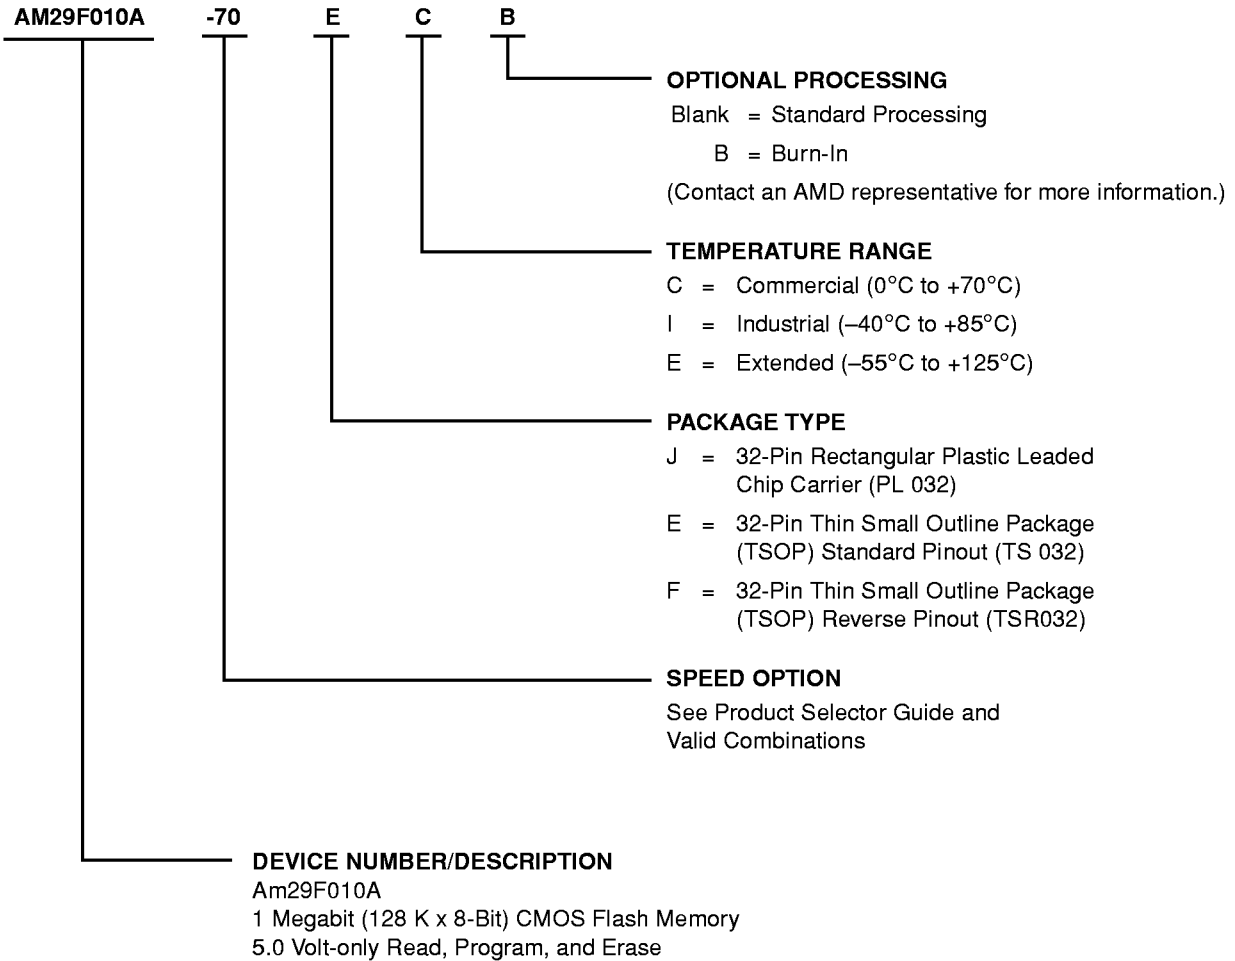 AM29F010A -70 E C B
OPTIONAL PROCESSING
Blank = Standard Processing
B = Burn-In
(Contact an AMD representative for more information.)
TEMPERATURE RANGE
C = Commercial (0°C to +70°C)
I = Industrial (–40°C to +85°C)
E = Extended (–55°C to +125°C)
PACKAGE TYPE
J = 32-Pin Rectangular Plastic Leaded
Chip Carrier (PL 032)
E = 32-Pin Thin Small Outline Package
(TSOP) Standard Pinout (TS 032)
F = 32-Pin Thin Small Outline Package
(TSOP) Reverse Pinout (TSR032)
SPEED OPTION
See Product Selector Guide and
Valid Combinations
DEVICE NUMBER/DESCRIPTION
Am29F010A
1 Megabit (128 K x 8-Bit) CMOS Flash Memory
5.0 Volt-only Read, Program, and Erase